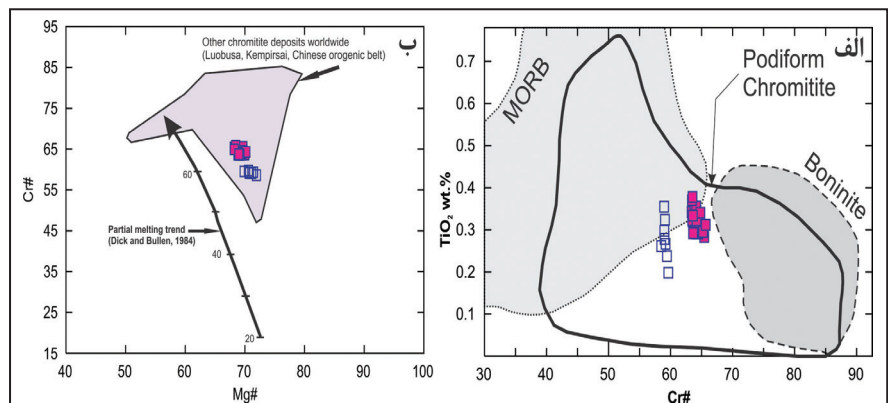 ب
95
85
75
65
55
45
35
25
15
Cr#
40
50
60
70
80
90
100
Mg#
Other chromitite deposits worldwide
(Luobusa, Kempirsai, Chinese orogenic belt)
Partial melting trend
(Dick and Bullen, 1984)
60
40
20
الف
0.7
0.6
0.5
0.4
0.3
0.2
0.1
TiO₂ wt.%
30
40
50
60
70
80
90
Cr#
MORB
Podiform
Chromitite
Boninite